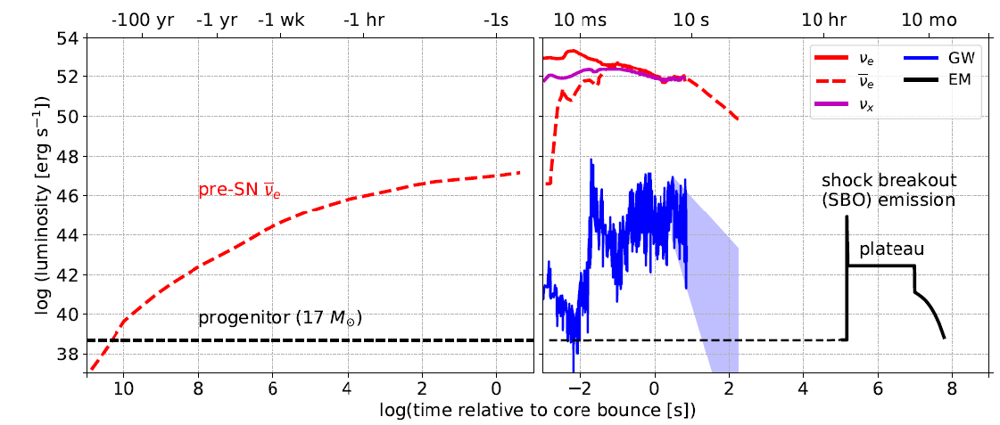 -100 yr -1 yr -1 wk -1 hr -1s 10 ms 10 s 10 hr 10 mo
54
52
50
48
46
44
42
40
38
log (luminosity [erg s⁻¹])
pre-SN ν̅ₑ
progenitor (17 M☉)
νₑ GW
ν̅ₑ EM
νₓ
shock breakout
(SBO) emission
plateau
10 8 6 4 2 0 −2 0 2 4 6 8
log(time relative to core bounce [s])